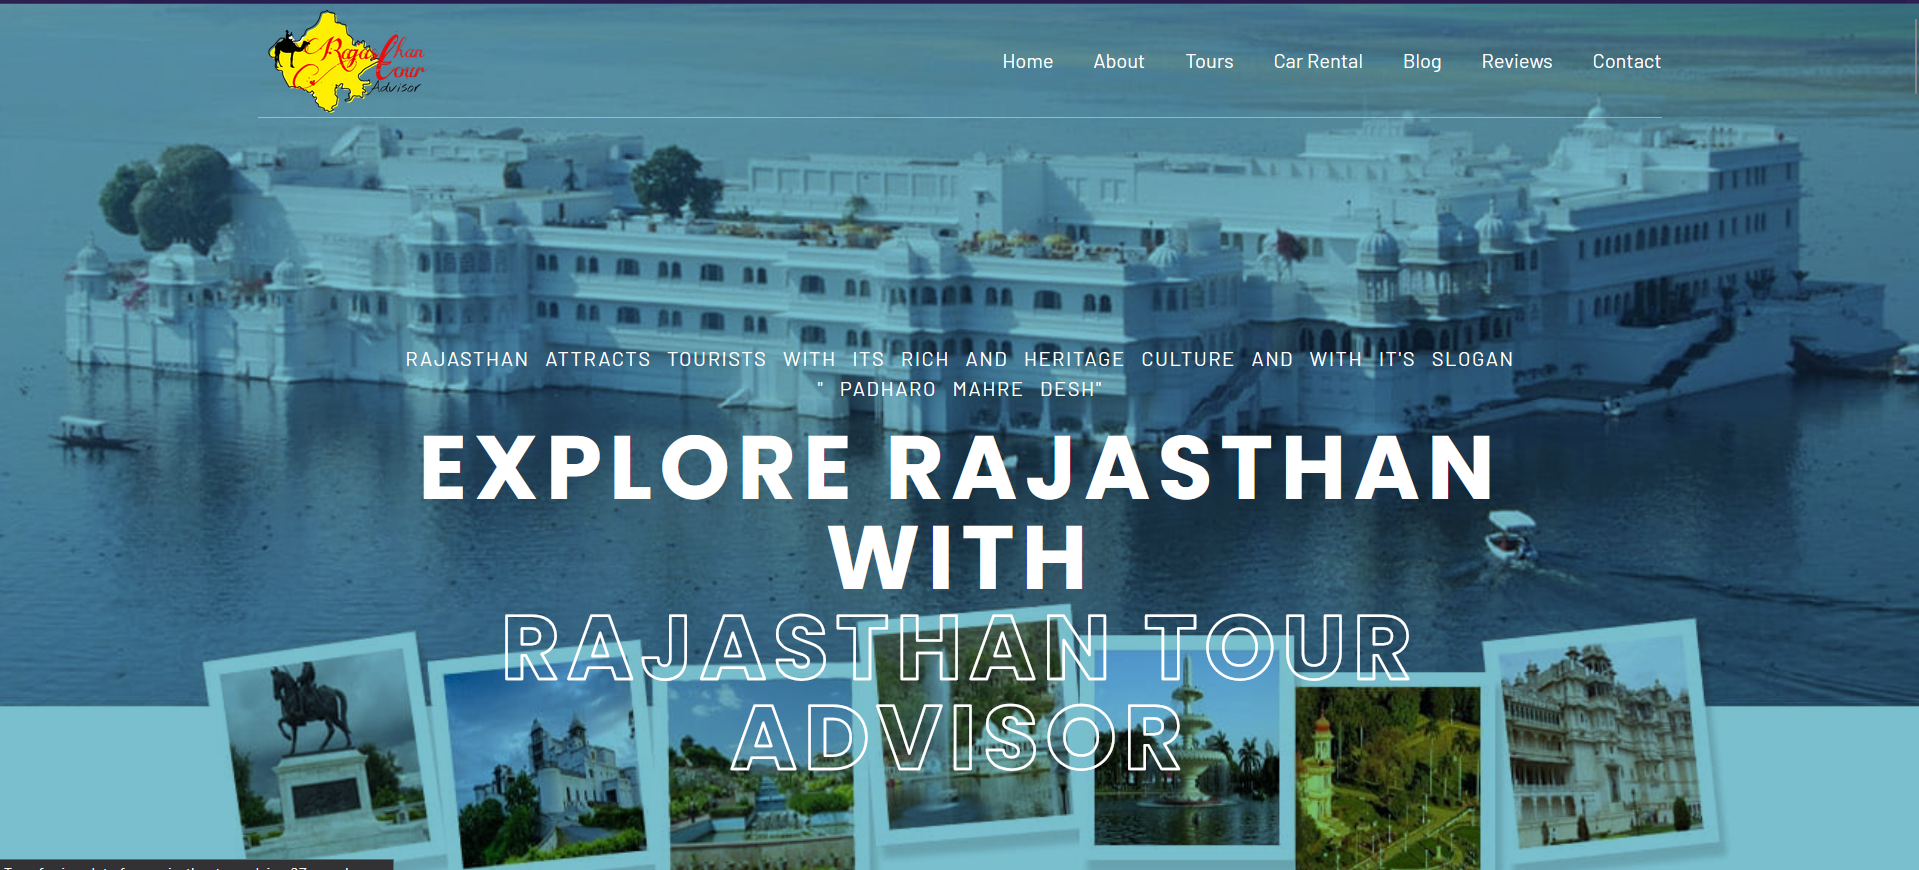 Rajasthan
Tour
Advisor
Home About Tours Car Rental Blog Reviews Contact
RAJASTHAN ATTRACTS TOURISTS WITH ITS RICH AND HERITAGE CULTURE AND WITH IT'S SLOGAN
" PADHARO MAHRE DESH"
EXPLORE RAJASTHAN
WITH
RAJASTHAN TOUR
ADVISOR